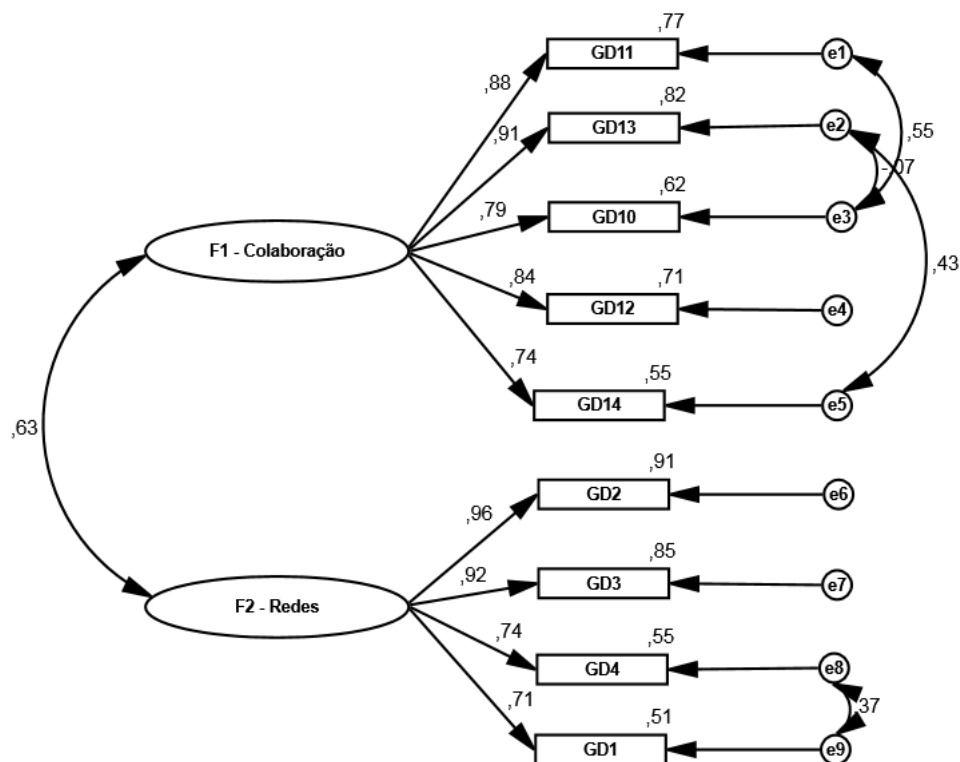 ,77
GD11
e1
,88
,82
GD13
e2
,55
,91
-,07
,62
,79
GD10
e3
F1 - Colaboração
,43
,84
,71
GD12
e4
,74
,55
GD14
e5
,63
,91
GD2
e6
,96
,85
,92
GD3
e7
F2 - Redes
,74
,55
GD4
e8
,37
,71
,51
GD1
e9